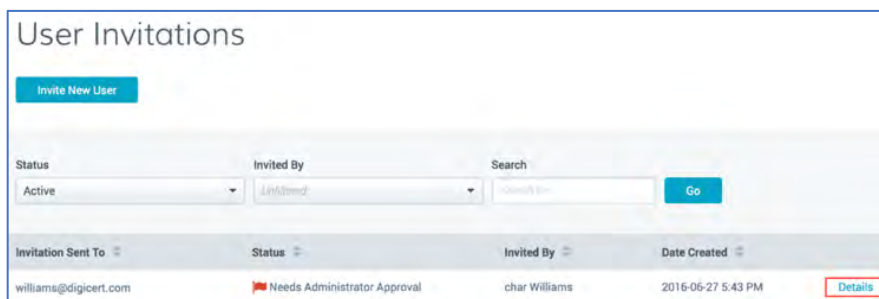 User Invitations
Invite New User
Status Invited By Search
Active Unfiltered
Go
Invitation Sent To Status Invited By Date Created
williams@digicert.com Needs Administrator Approval char Williams 2016-06-27 5:43 PM Details